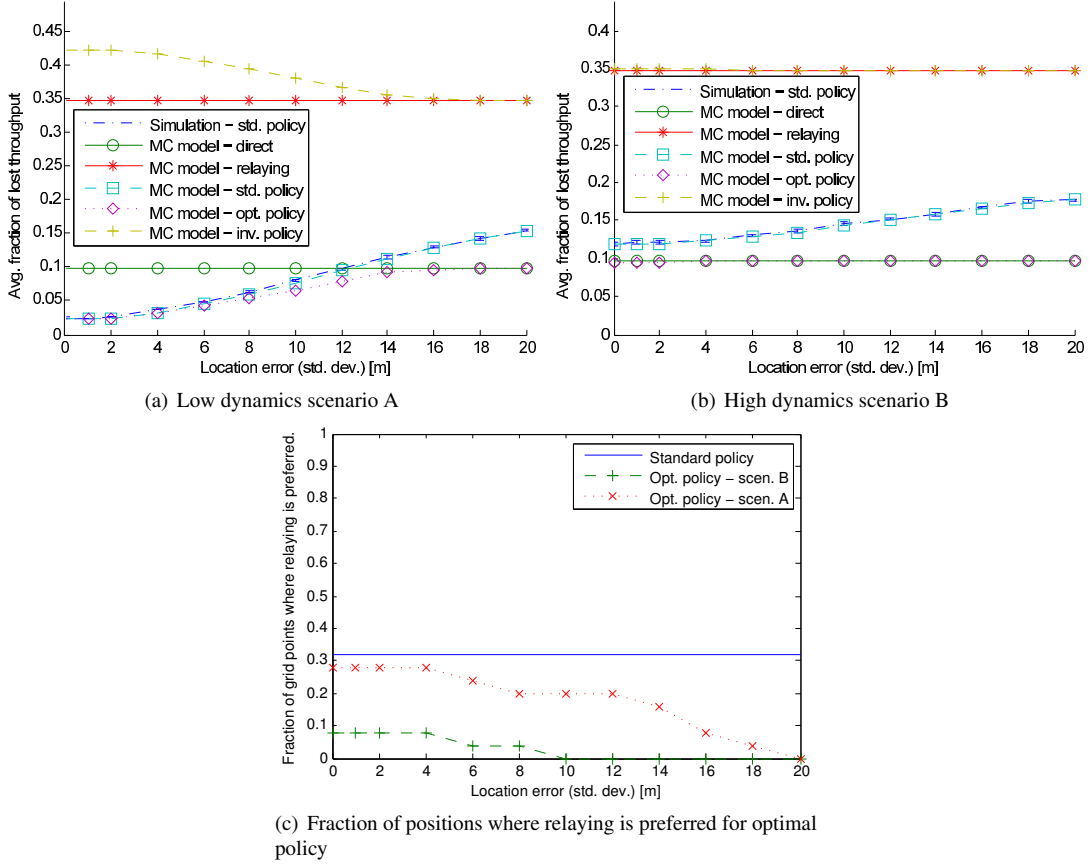 0.45
0.4
0.35
0.3
0.25
0.2
0.15
0.1
0.05
0
Avg. fraction of lost throughput
Simulation – std. policy
MC model – direct
MC model – relaying
MC model – std. policy
MC model – opt. policy
MC model – inv. policy
0 2 4 6 8 10 12 14 16 18 20
Location error (std. dev.) [m]
(a) Low dynamics scenario A
0.4
0.35
0.3
0.25
0.2
0.15
0.1
0.05
0
Avg. fraction of lost throughput
Simulation – std. policy
MC model – direct
MC model – relaying
MC model – std. policy
MC model – opt. policy
MC model – inv. policy
0 2 4 6 8 10 12 14 16 18 20
Location error (std. dev.) [m]
(b) High dynamics scenario B
1
0.9
0.8
0.7
0.6
0.5
0.4
0.3
0.2
0.1
0
Fraction of grid points where relaying is preferred.
Standard policy
Opt. policy – scen. B
Opt. policy – scen. A
0 2 4 6 8 10 12 14 16 18 20
Location error (std. dev.) [m]
(c) Fraction of positions where relaying is preferred for optimal
policy